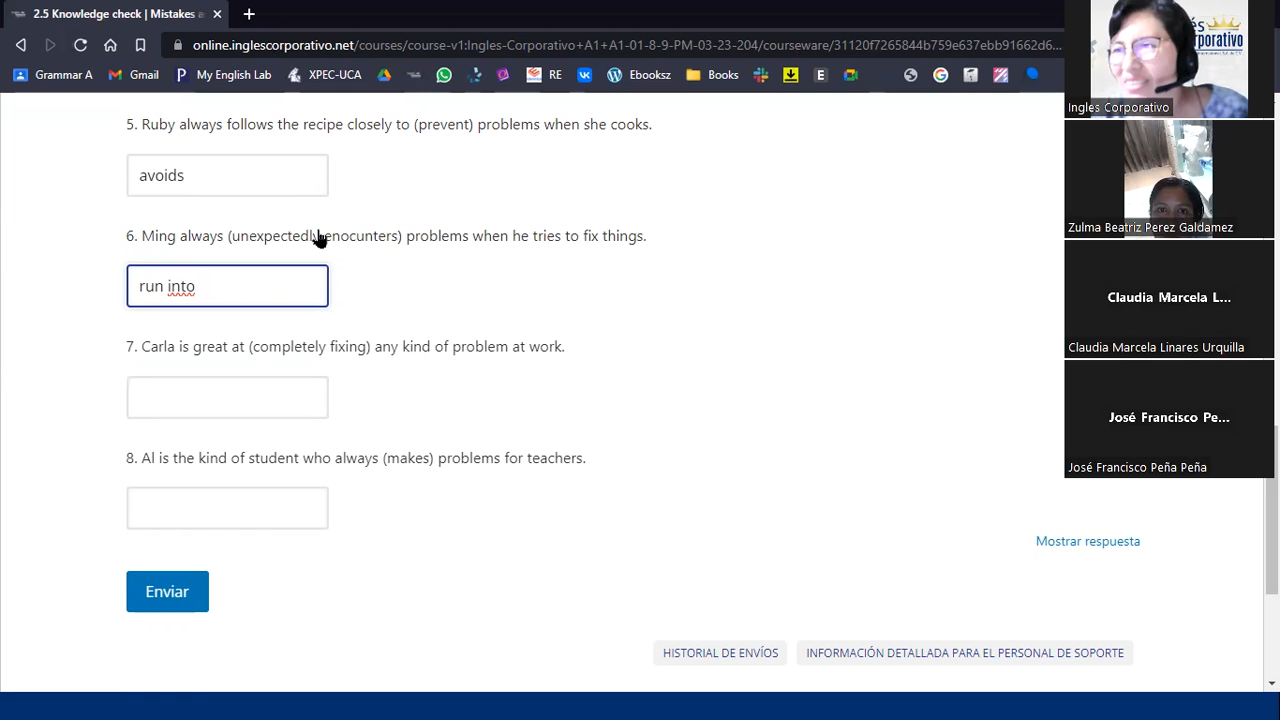 2.5 Knowledge check | Mistakes a
online.inglescorporativo.net/courses/course-v1:Ingles-Corporativo+A1+A1-01-8-9-PM-03-23-204/courseware/31120f7265844b759e637ebb91662d6...
Grammar A Gmail My English Lab XPEC-UCA RE Ebooksz Books
5. Ruby always follows the recipe closely to (prevent) problems when she cooks.
avoids
6. Ming always (unexpectedly enocunters) problems when he tries to fix things.
run into
7. Carla is great at (completely fixing) any kind of problem at work.
8. Al is the kind of student who always (makes) problems for teachers.
Mostrar respuesta
Enviar
HISTORIAL DE ENVÍOS INFORMACIÓN DETALLADA PARA EL PERSONAL DE SOPORTE
Ingles Corporativo
Zulma Beatriz Perez Galdamez
Claudia Marcela L...
Claudia Marcela Linares Urquilla
José Francisco Pe...
José Francisco Peña Peña